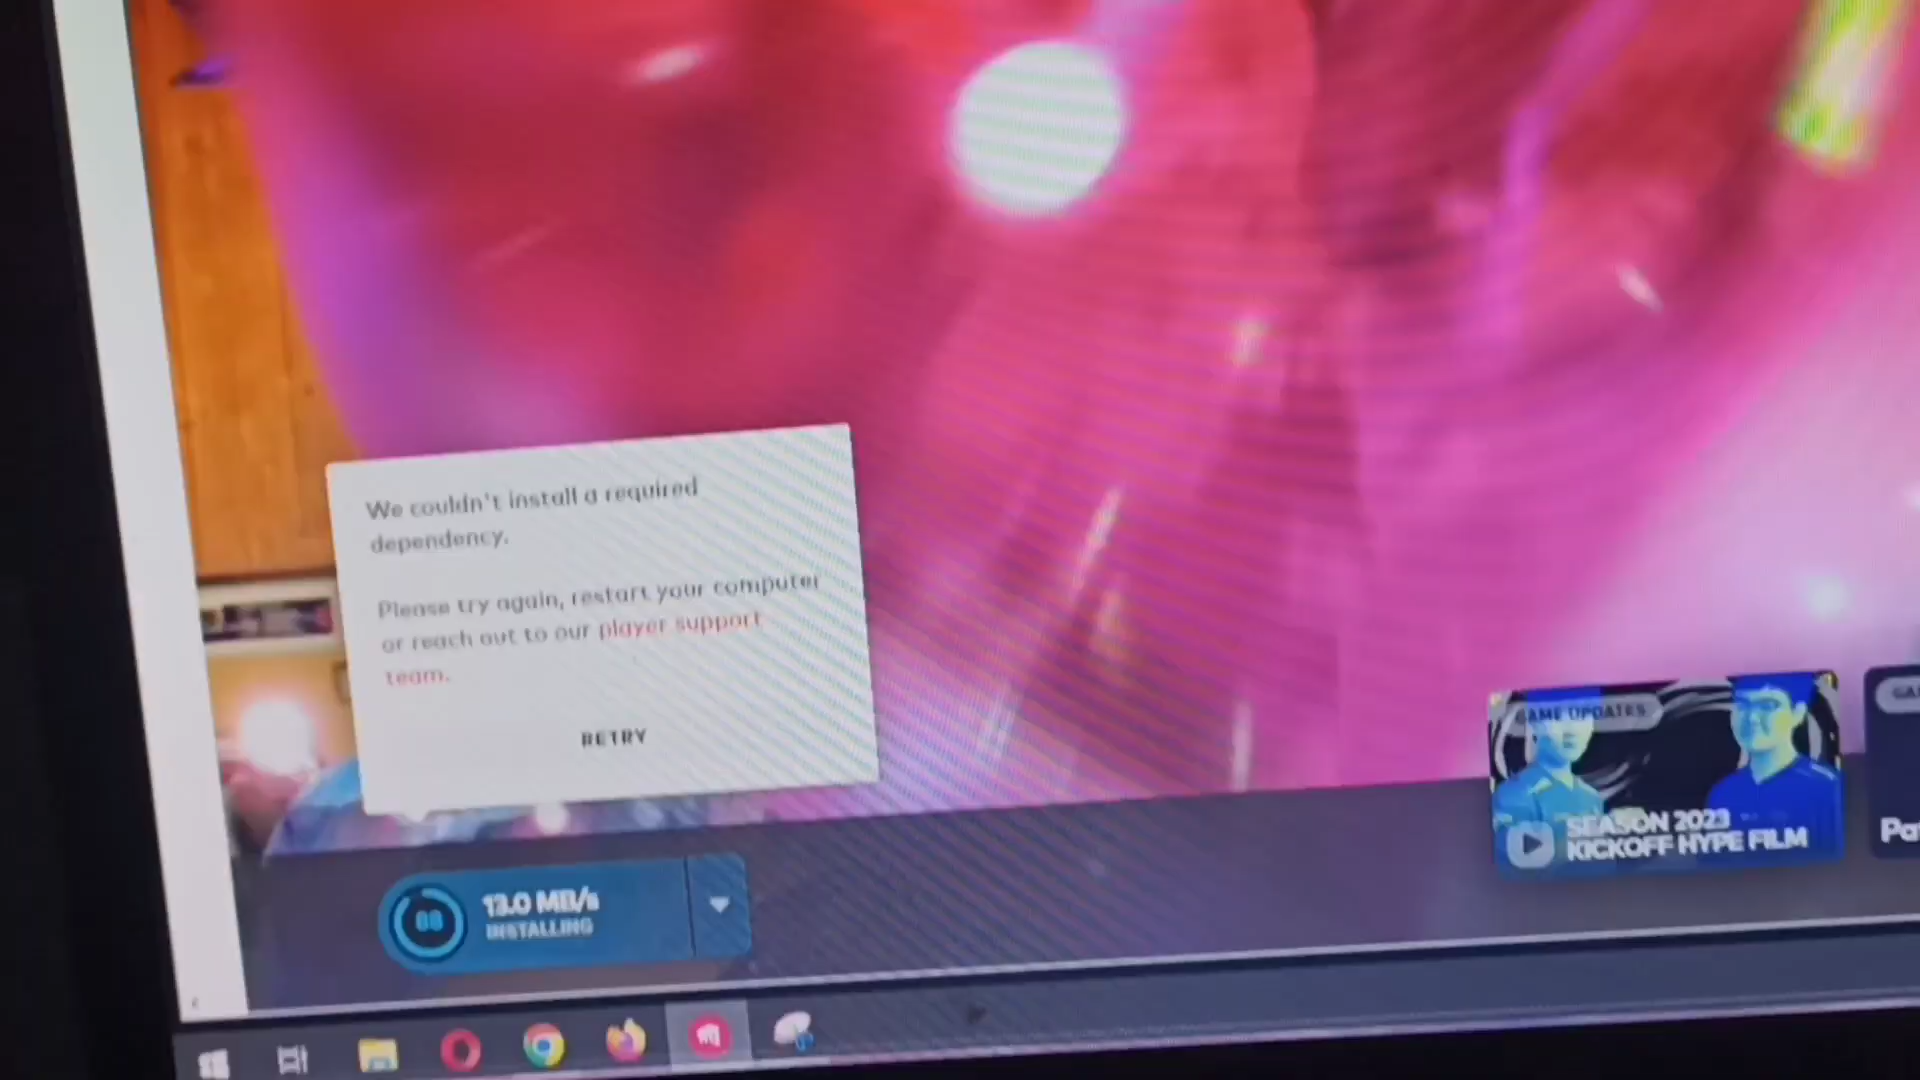 We couldn't install a required
dependency.
Please try again, restart your computer
or reach out to our player support
team.
RETRY
GAME UPDATES
SEASON 2023
KICKOFF HYPE FILM
13.0 MB/s
INSTALLING